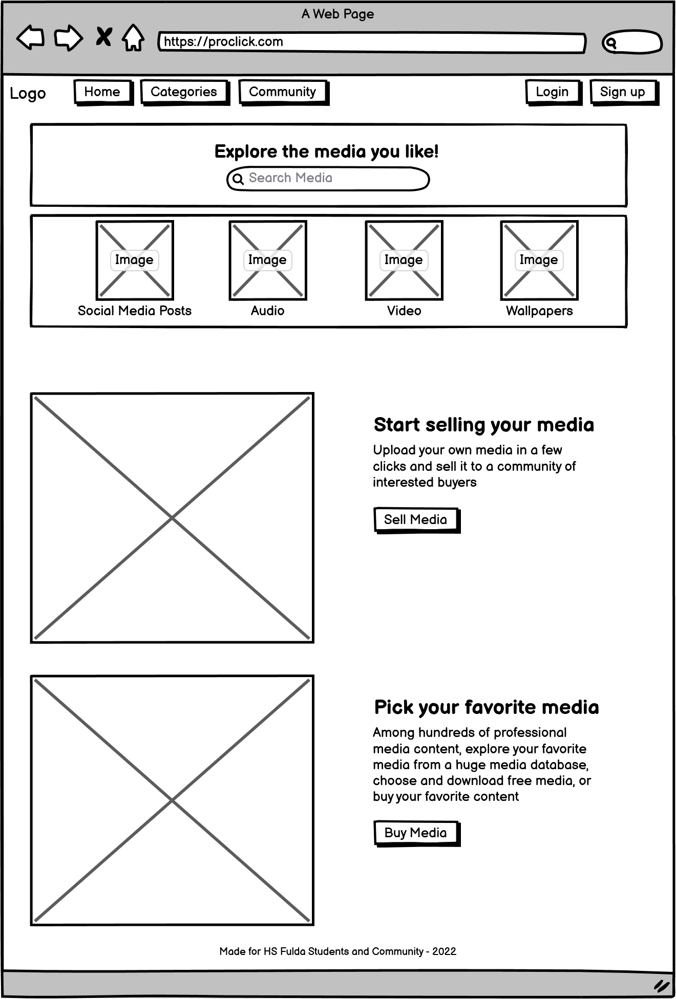 A Web Page
https://proclick.com
Logo
Home
Categories
Community
Login
Sign up
Explore the media you like!
Search Media
Image
Image
Image
Image
Social Media Posts
Audio
Video
Wallpapers
Start selling your media
Upload your own media in a few
clicks and sell it to a community of
interested buyers
Sell Media
Pick your favorite media
Among hundreds of professional
media content, explore your favorite
media from a huge media database,
choose and download free media, or
buy your favorite content
Buy Media
Made for HS Fulda Students and Community - 2022